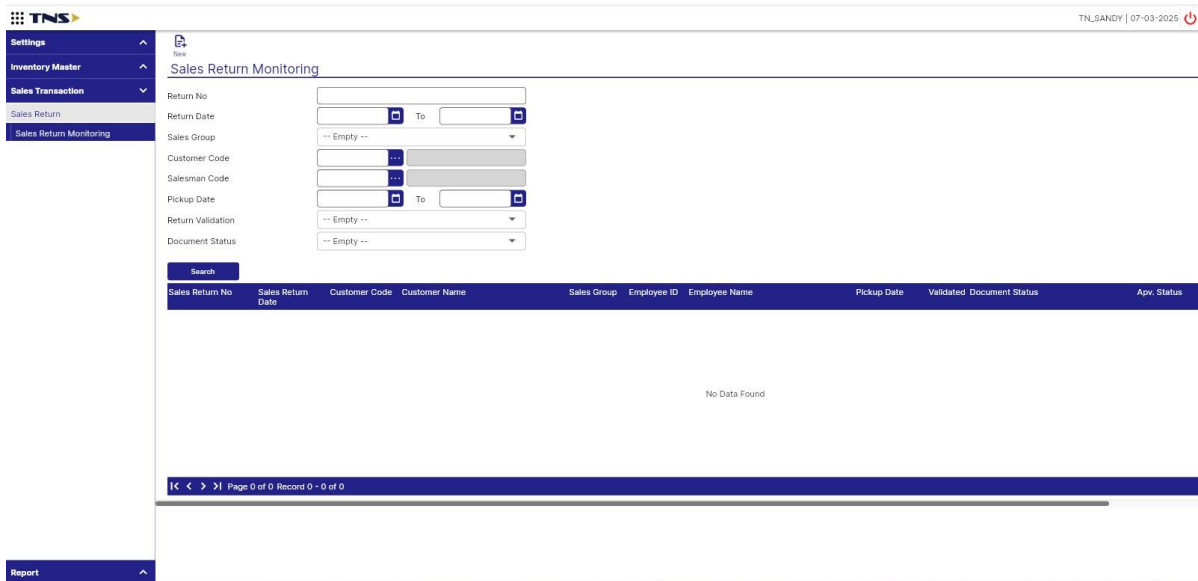 TNS
TN_SANDY | 07-03-2025
Settings
Inventory Master
Sales Transaction
Sales Return
Sales Return Monitoring
Report
New
Sales Return Monitoring
Return No
Return Date To
Sales Group -- Empty --
Customer Code ...
Salesman Code ...
Pickup Date To
Return Validation -- Empty --
Document Status -- Empty --
Search
Sales Return No Sales Return Date Customer Code Customer Name Sales Group Employee ID Employee Name Pickup Date Validated Document Status Apv. Status
No Data Found
Page 0 of 0 Record 0 - 0 of 0